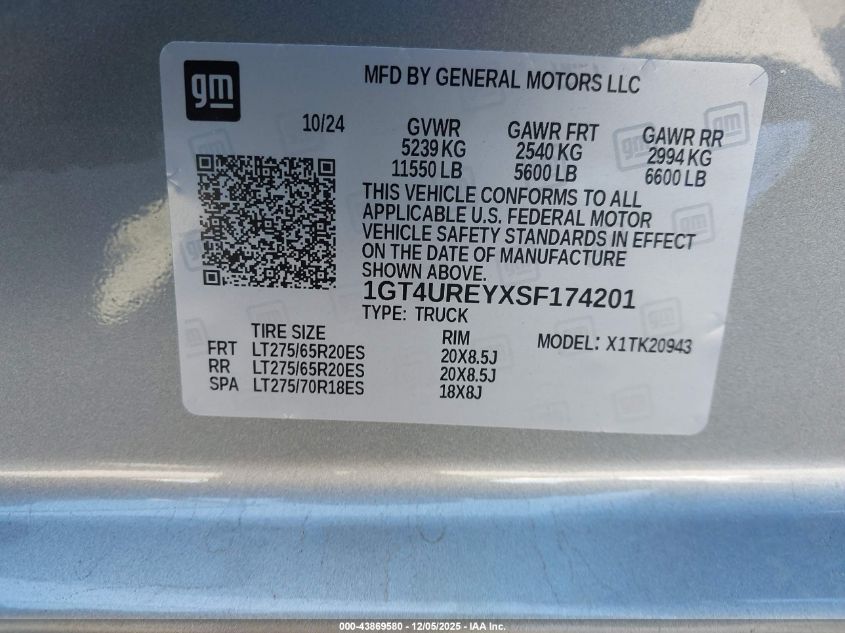 gm
MFD BY GENERAL MOTORS LLC
10/24 GVWR GAWR FRT GAWR RR
5239 KG 2540 KG 2994 KG
11550 LB 5600 LB 6600 LB
THIS VEHICLE CONFORMS TO ALL
APPLICABLE U.S. FEDERAL MOTOR
VEHICLE SAFETY STANDARDS IN EFFECT
ON THE DATE OF MANUFACTURE
SHOWN ABOVE.
1GT4UREYXSF174201
TYPE: TRUCK
TIRE SIZE RIM MODEL: X1TK20943
FRT LT275/65R20ES 20X8.5J
RR LT275/65R20ES 20X8.5J
SPA LT275/70R18ES 18X8J
000-43869580 - 12/05/2025 - IAA Inc.